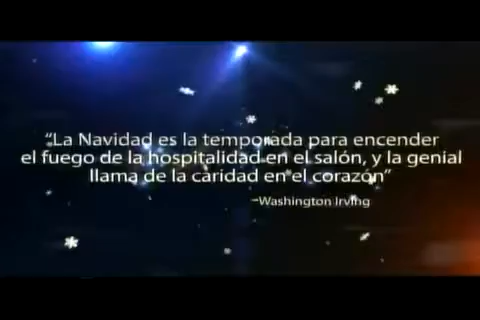 “La Navidad es la temporada para encender
el fuego de la hospitalidad en el salón, y la genial
llama de la caridad en el corazón”
-Washington Irving